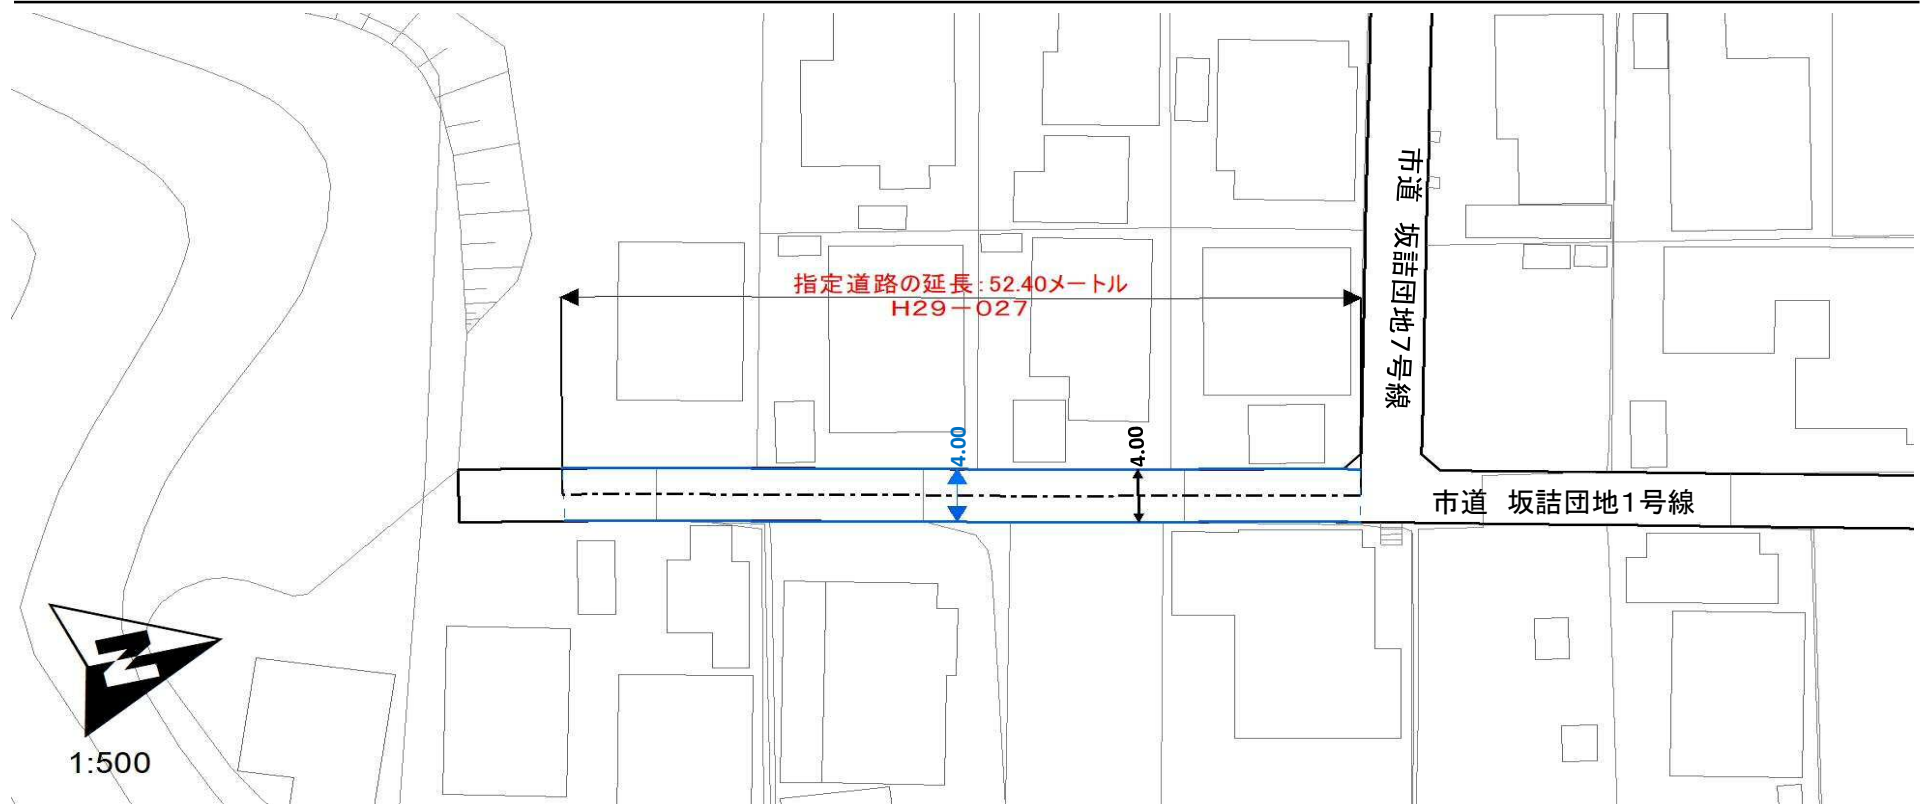 市道 坂詰団地7号線
指定道路の延長:52.40メートル
H29-027
4.00
4.00
市道 坂詰団地1号線
N
1:500